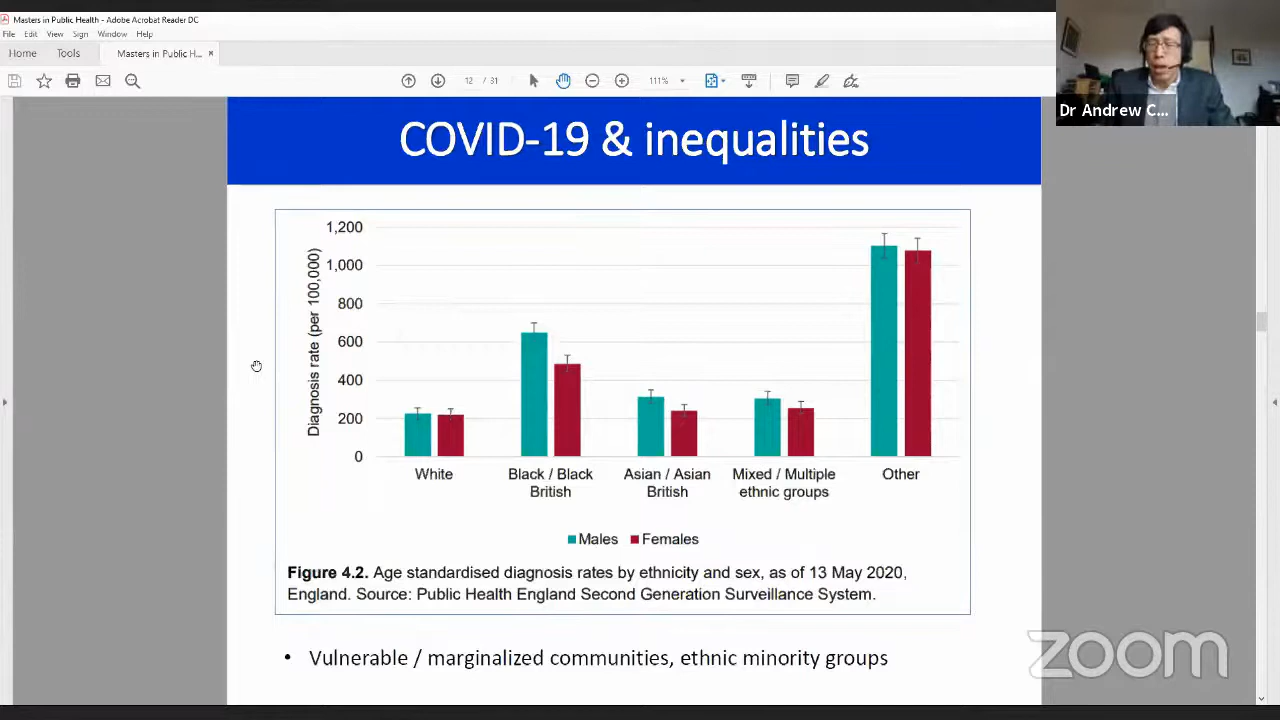 Masters in Public Health - Adobe Acrobat Reader DC
File Edit View Sign Window Help
Home Tools Masters in Public H... ×
12 / 31 111%
Dr Andrew C...
COVID-19 & inequalities
1,200
1,000
800
600
400
200
0
Diagnosis rate (per 100,000)
White Black / Black Asian / Asian Mixed / Multiple Other
British British ethnic groups
Males Females
Figure 4.2. Age standardised diagnosis rates by ethnicity and sex, as of 13 May 2020,
England. Source: Public Health England Second Generation Surveillance System.
• Vulnerable / marginalized communities, ethnic minority groups
zoom